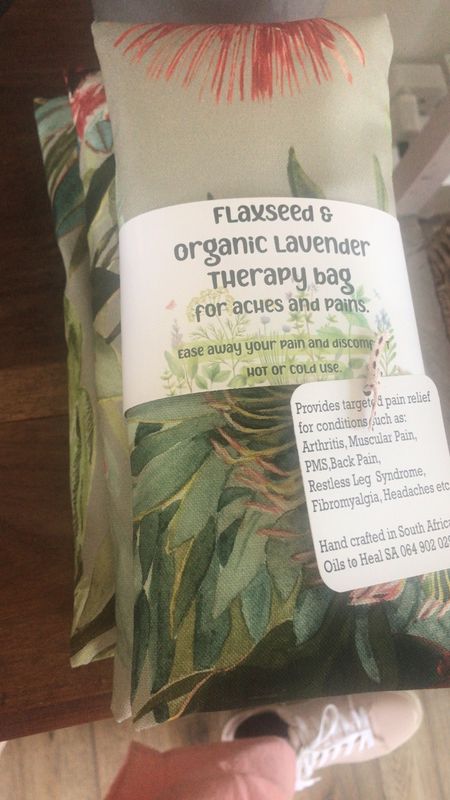 Flaxseed &
Organic Lavender
Therapy bag
for aches and pains.
Ease away your pain and discomf
Hot or cold use.
Provides targeted pain relief
for conditions such as:
Arthritis, Muscular Pain,
PMS,Back Pain,
Restless Leg Syndrome,
Fibromyalgia, Headaches etc
Hand crafted in South Africa
Oils to Heal SA 064 902 02